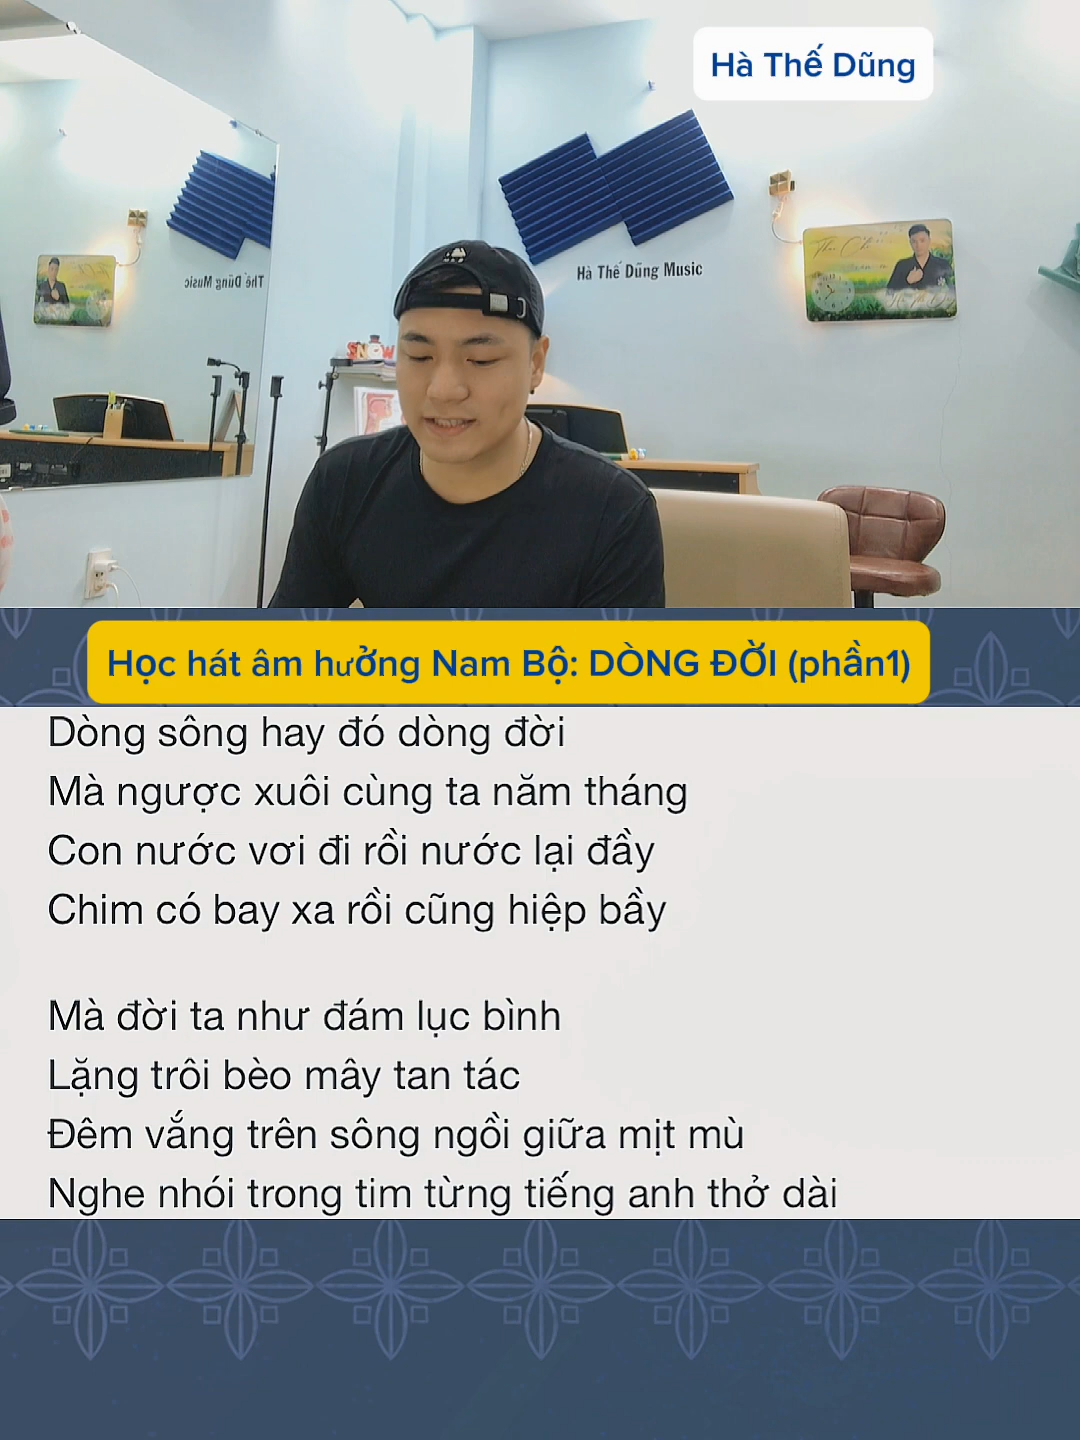 Hà Thế Dũng
Hà Thế Dũng Music
Thế Dũng Music
SNOW
Học hát âm hưởng Nam Bộ: DÒNG ĐỜI (phần1)
Dòng sông hay đó dòng đời
Mà ngược xuôi cùng ta năm tháng
Con nước vơi đi rồi nước lại đầy
Chim có bay xa rồi cũng hiệp bầy
Mà đời ta như đám lục bình
Lặng trôi bèo mây tan tác
Đêm vắng trên sông ngồi giữa mịt mù
Nghe nhói trong tim từng tiếng anh thở dài